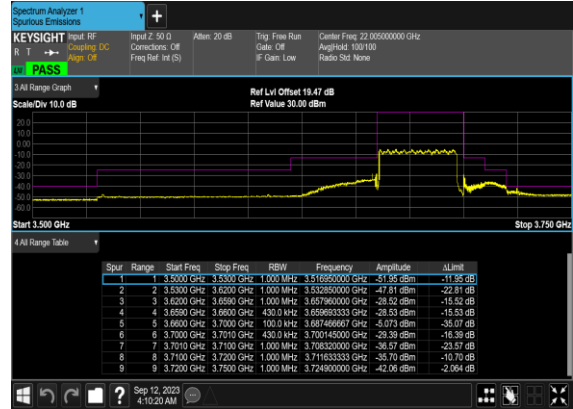 Spectrum Analyzer 1
Spurious Emissions
KEYSIGHT Input: RF Input Z: 50 Ω Atten: 20 dB Trig: Free Run Center Freq: 22.005000000 GHz
R T Coupling: DC Corrections: Off Gate: Off Avg|Hold: 100/100
Align: Off Freq Ref: Int (S) IF Gain: Low Radio Std: None
PASS
3 All Range Graph Ref Lvl Offset 19.47 dB
Scale/Div 10.0 dB Ref Value 30.00 dBm
20.0
10.0
0.00
-10.0
-20.0
-30.0
-40.0
-50.0
-60.0
Start 3.500 GHz Stop 3.750 GHz
4 All Range Table
Spur Range Start Freq Stop Freq RBW Frequency Amplitude ΔLimit
1 1 3.5000 GHz 3.5300 GHz 1.000 MHz 3.516950000 GHz -51.95 dBm -11.95 dB
2 2 3.5300 GHz 3.6200 GHz 1.000 MHz 3.532850000 GHz -47.81 dBm -22.81 dB
3 3 3.6200 GHz 3.6590 GHz 1.000 MHz 3.657960000 GHz -28.52 dBm -15.52 dB
4 4 3.6590 GHz 3.6600 GHz 430.0 kHz 3.659693333 GHz -28.53 dBm -15.53 dB
5 5 3.6600 GHz 3.7000 GHz 100.0 kHz 3.687466667 GHz -5.073 dBm -35.07 dB
6 6 3.7000 GHz 3.7010 GHz 430.0 kHz 3.700145000 GHz -29.39 dBm -16.39 dB
7 7 3.7010 GHz 3.7100 GHz 1.000 MHz 3.708320000 GHz -36.57 dBm -23.57 dB
8 8 3.7100 GHz 3.7200 GHz 1.000 MHz 3.711633333 GHz -35.70 dBm -10.70 dB
9 9 3.7200 GHz 3.7500 GHz 1.000 MHz 3.724900000 GHz -42.06 dBm -2.064 dB
Sep 12, 2023
4:10:20 AM